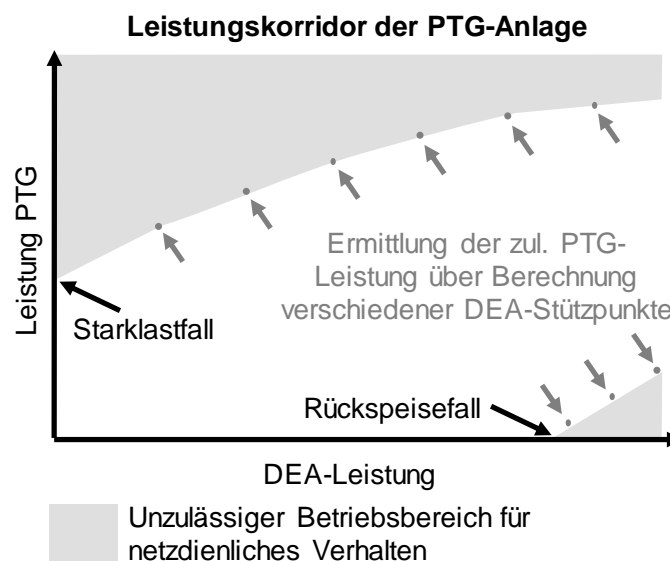 Leistungskorridor der PTG-Anlage
Leistung PTG
Ermittlung der zul. PTG-
Leistung über Berechnung
verschiedener DEA-Stützpunkte
Starklastfall
Rückspeisefall
DEA-Leistung
Unzulässiger Betriebsbereich für
netzdienliches Verhalten